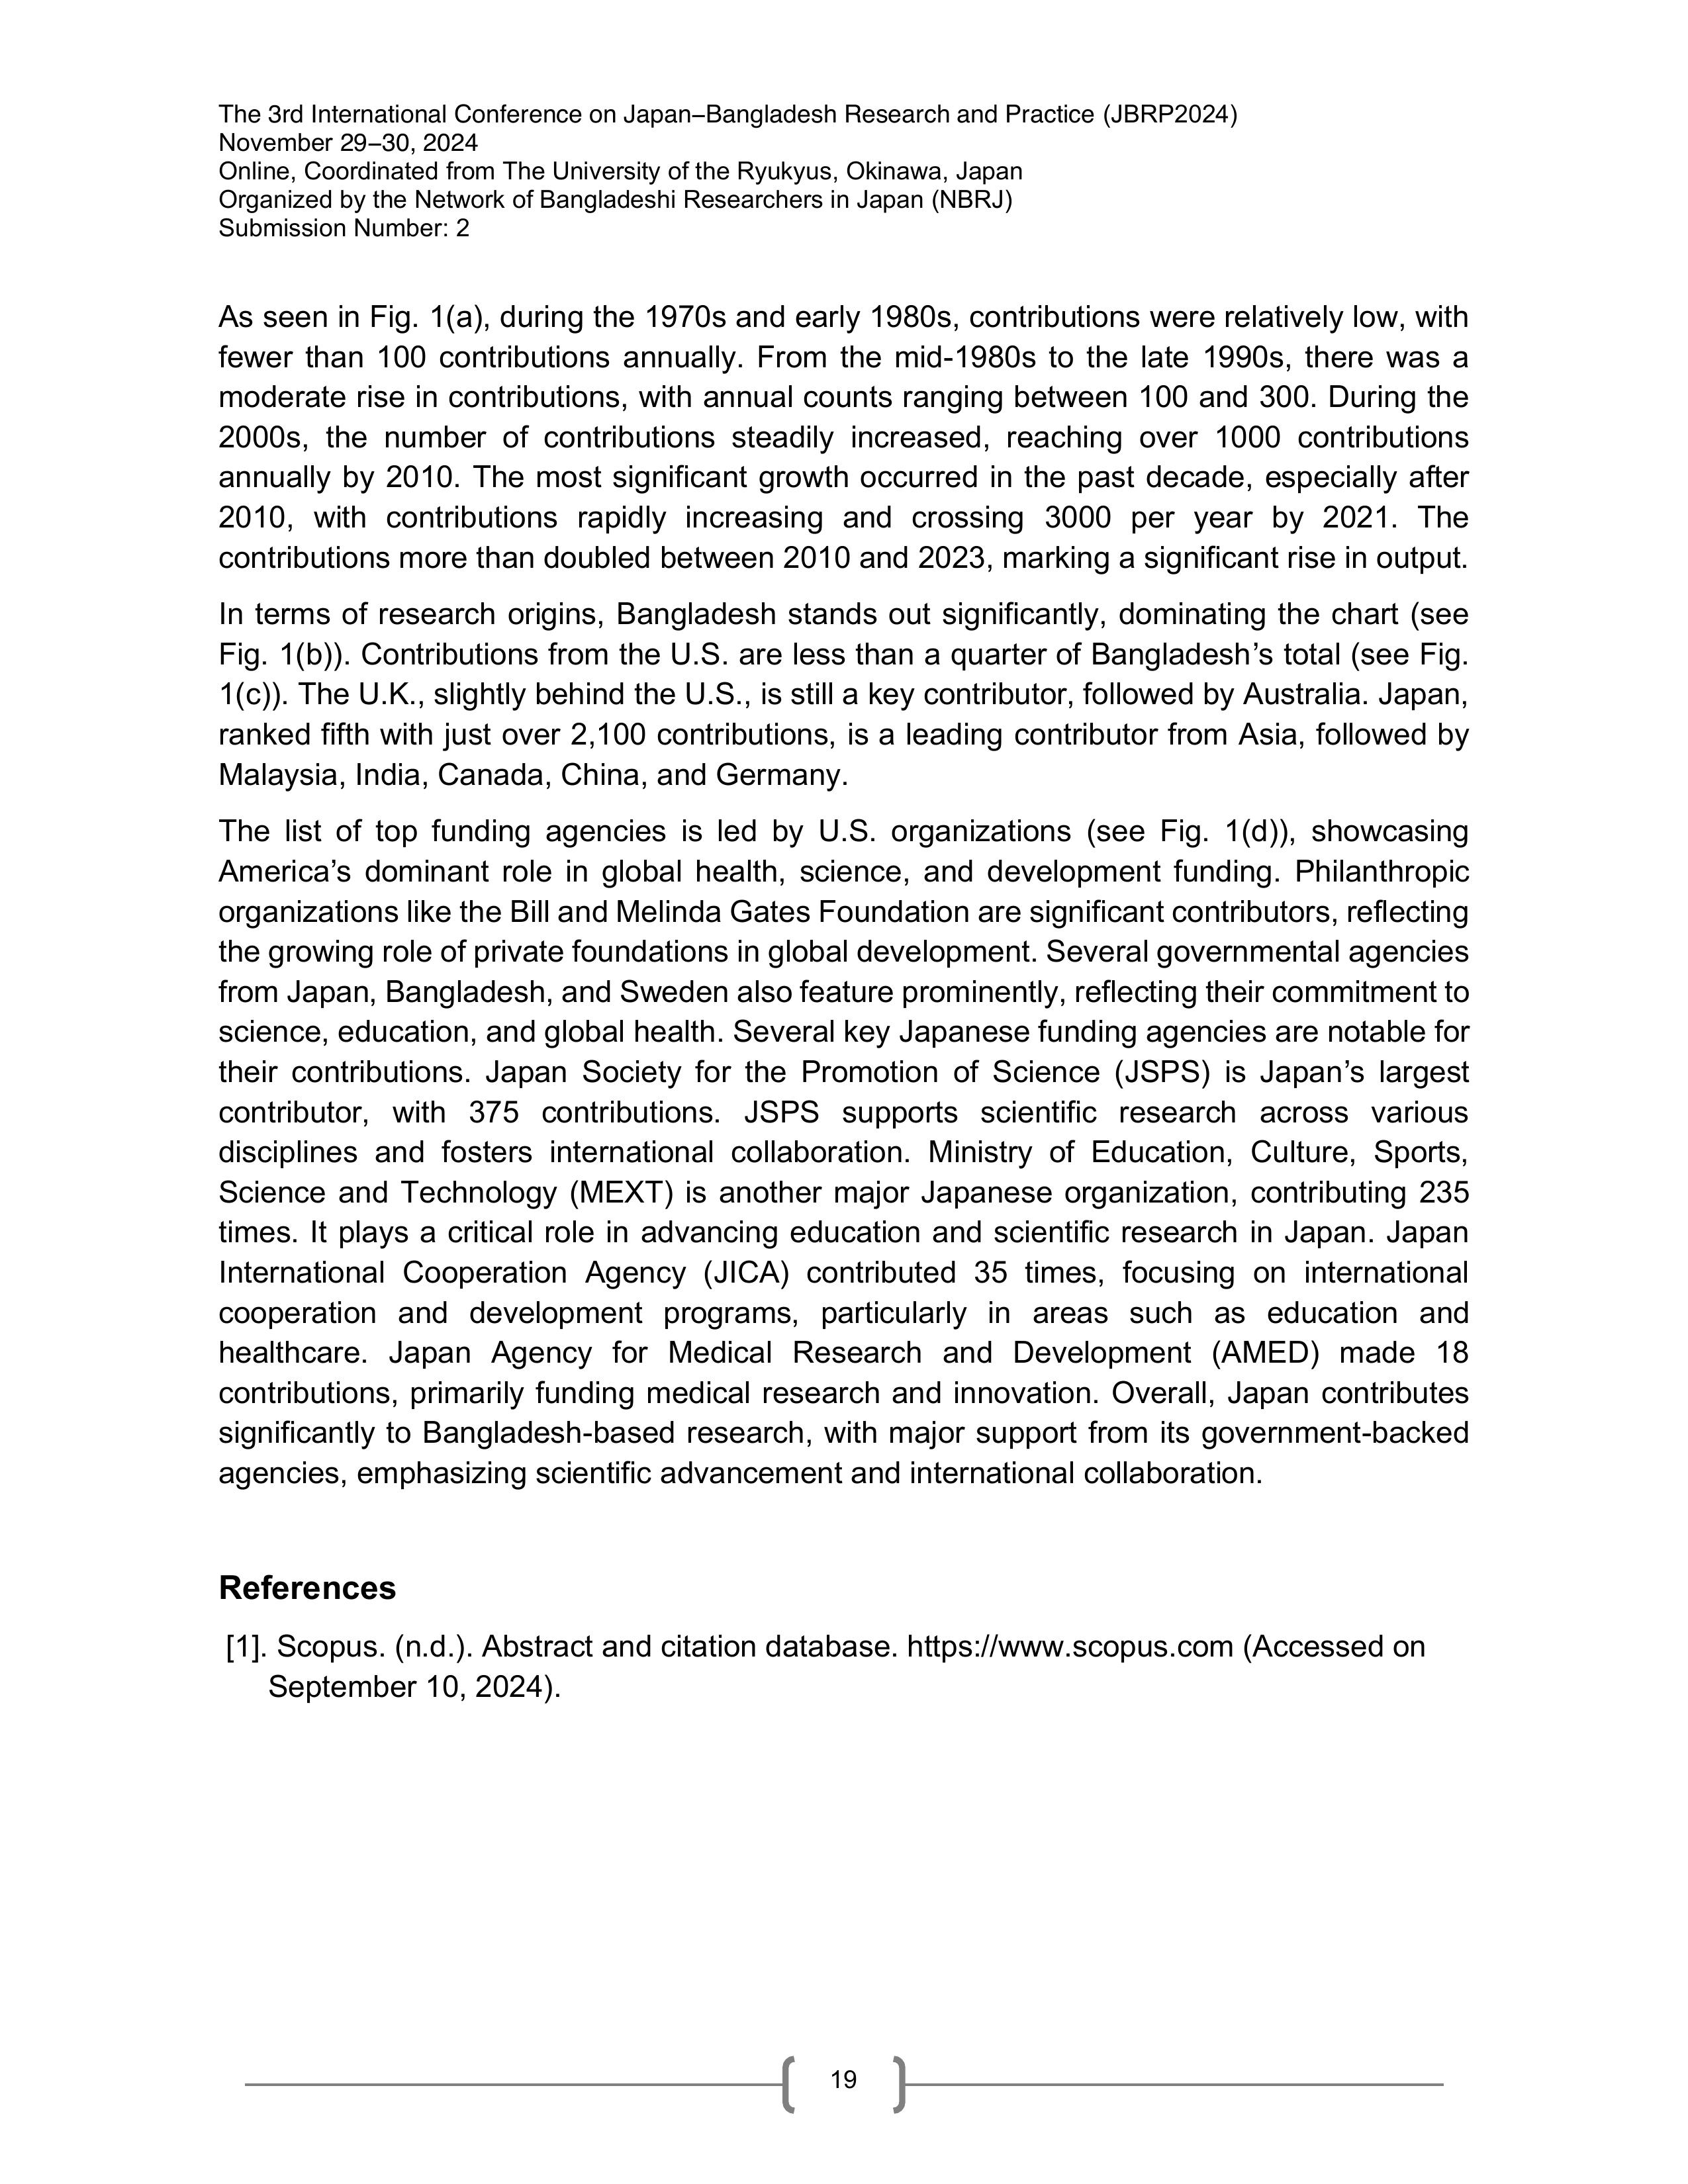 The 3rd International Conference on Japan–Bangladesh Research and Practice (JBRP2024)
November 29–30, 2024
Online, Coordinated from The University of the Ryukyus, Okinawa, Japan
Organized by the Network of Bangladeshi Researchers in Japan (NBRJ)
Submission Number: 2
As seen in Fig. 1(a), during the 1970s and early 1980s, contributions were relatively low, with
fewer than 100 contributions annually. From the mid-1980s to the late 1990s, there was a
moderate rise in contributions, with annual counts ranging between 100 and 300. During the
2000s, the number of contributions steadily increased, reaching over 1000 contributions
annually by 2010. The most significant growth occurred in the past decade, especially after
2010, with contributions rapidly increasing and crossing 3000 per year by 2021. The
contributions more than doubled between 2010 and 2023, marking a significant rise in output.
In terms of research origins, Bangladesh stands out significantly, dominating the chart (see
Fig. 1(b)). Contributions from the U.S. are less than a quarter of Bangladesh’s total (see Fig.
1(c)). The U.K., slightly behind the U.S., is still a key contributor, followed by Australia. Japan,
ranked fifth with just over 2,100 contributions, is a leading contributor from Asia, followed by
Malaysia, India, Canada, China, and Germany.
The list of top funding agencies is led by U.S. organizations (see Fig. 1(d)), showcasing
America’s dominant role in global health, science, and development funding. Philanthropic
organizations like the Bill and Melinda Gates Foundation are significant contributors, reflecting
the growing role of private foundations in global development. Several governmental agencies
from Japan, Bangladesh, and Sweden also feature prominently, reflecting their commitment to
science, education, and global health. Several key Japanese funding agencies are notable for
their contributions. Japan Society for the Promotion of Science (JSPS) is Japan’s largest
contributor, with 375 contributions. JSPS supports scientific research across various
disciplines and fosters international collaboration. Ministry of Education, Culture, Sports,
Science and Technology (MEXT) is another major Japanese organization, contributing 235
times. It plays a critical role in advancing education and scientific research in Japan. Japan
International Cooperation Agency (JICA) contributed 35 times, focusing on international
cooperation and development programs, particularly in areas such as education and
healthcare. Japan Agency for Medical Research and Development (AMED) made 18
contributions, primarily funding medical research and innovation. Overall, Japan contributes
significantly to Bangladesh-based research, with major support from its government-backed
agencies, emphasizing scientific advancement and international collaboration.
References
[1]. Scopus. (n.d.). Abstract and citation database. https://www.scopus.com (Accessed on
September 10, 2024).
19